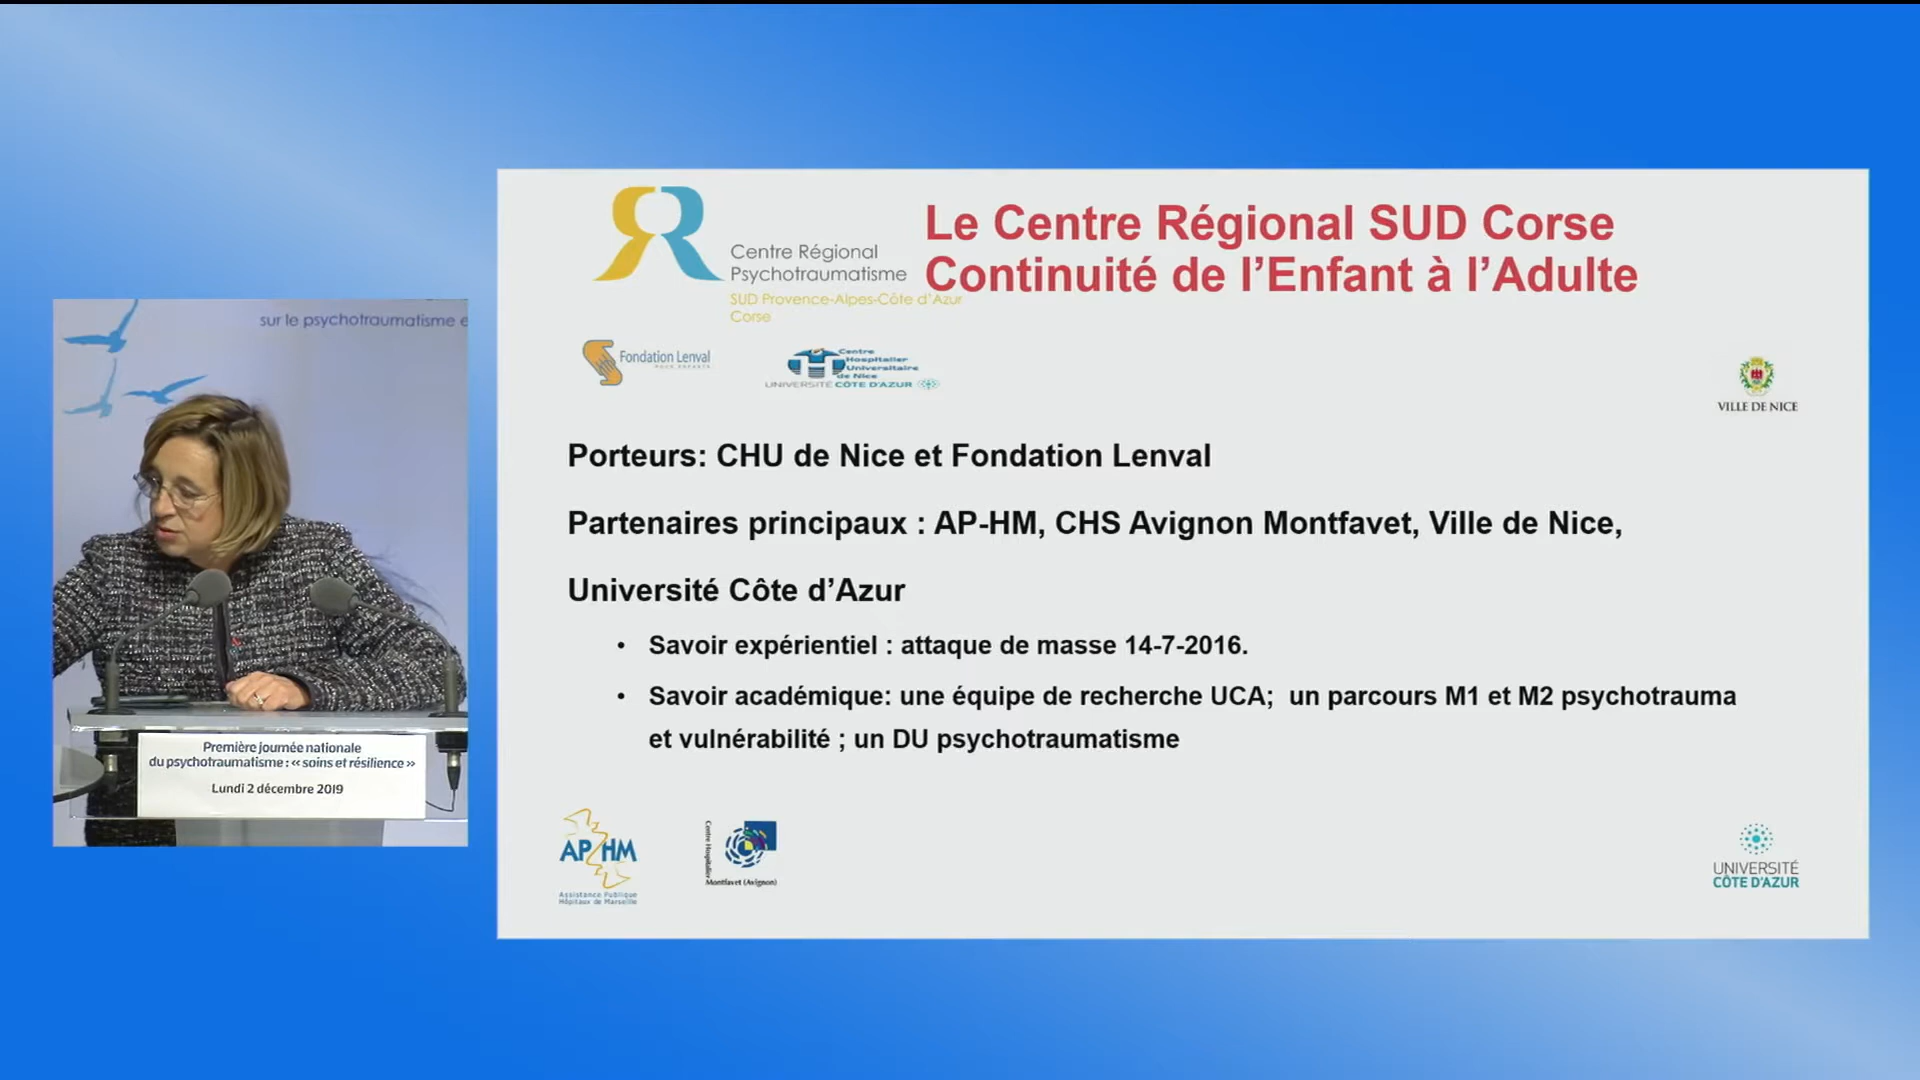 sur le psychotraumatisme e
Première journée nationale
du psychotraumatisme : « soins et résilience »
Lundi 2 décembre 2019
Centre Régional
Psychotraumatisme
SUD Provence-Alpes-Côte d'Azur
Corse
Le Centre Régional SUD Corse
Continuité de l'Enfant à l'Adulte
Fondation Lenval
POUR ENFANTS
Centre
Hospitalier
Universitaire
de Nice
UNIVERSITÉ CÔTE D'AZUR
VILLE DE NICE
Porteurs: CHU de Nice et Fondation Lenval
Partenaires principaux : AP-HM, CHS Avignon Montfavet, Ville de Nice,
Université Côte d'Azur
• Savoir expérientiel : attaque de masse 14-7-2016.
• Savoir académique: une équipe de recherche UCA;  un parcours M1 et M2 psychotrauma
et vulnérabilité ; un DU psychotraumatisme
AP HM
Assistance Publique
Hôpitaux de Marseille
Centre Hospitalier
Montfavet (Avignon)
UNIVERSITÉ
CÔTE D'AZUR